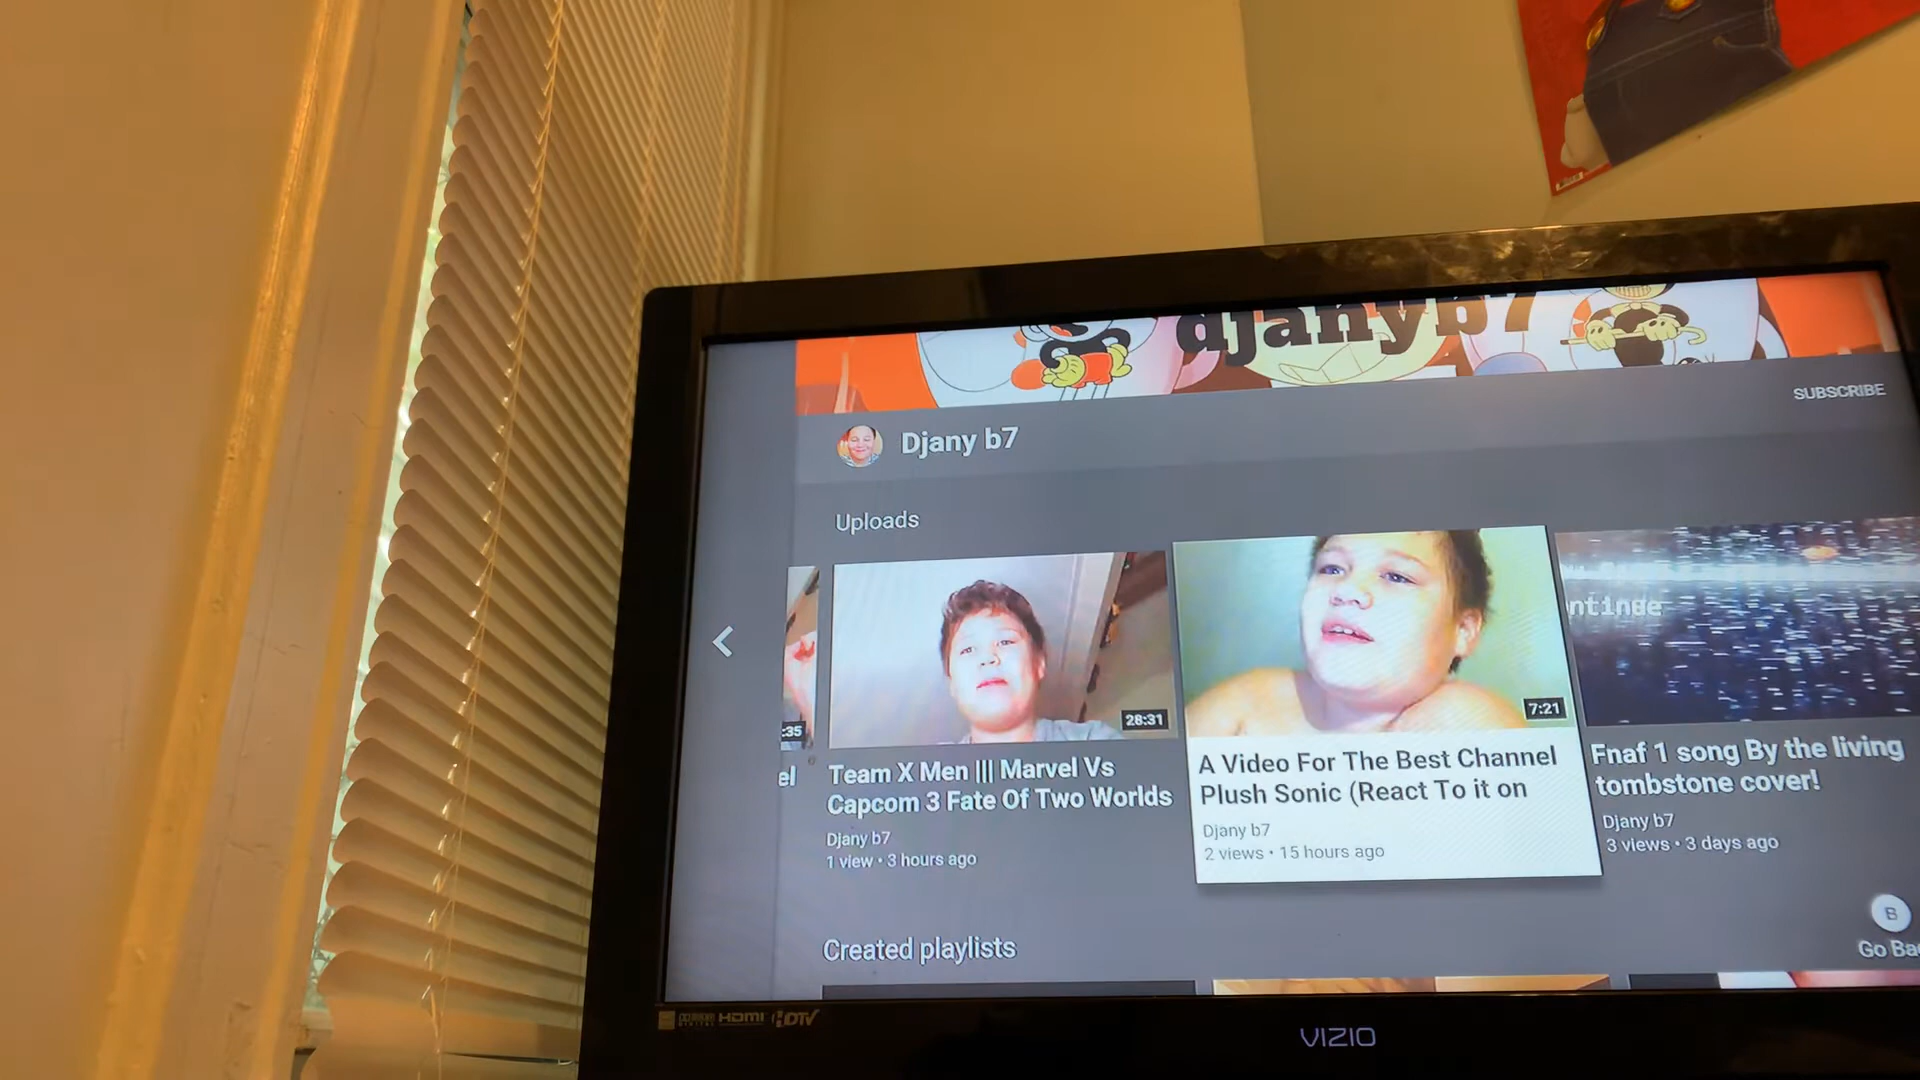 djanyb7
SUBSCRIBE
Djany b7
Uploads
ntinue
:35
28:31
7:21
el
Team X Men ||| Marvel Vs
Capcom 3 Fate Of Two Worlds
Djany b7
1 view • 3 hours ago
A Video For The Best Channel
Plush Sonic (React To it on
Djany b7
2 views • 15 hours ago
Fnaf 1 song By the living
tombstone cover!
Djany b7
3 views • 3 days ago
B
Go Ba
Created playlists
HDMI HDTV
VIZIO